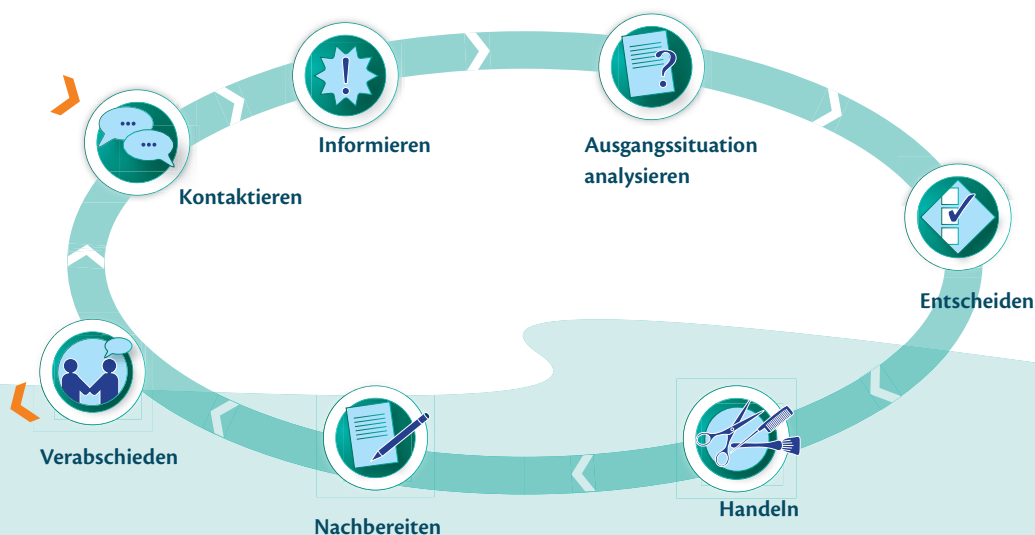 Informieren
Ausgangssituation
analysieren
Kontaktieren
Entscheiden
Verabschieden
Handeln
Nachbereiten